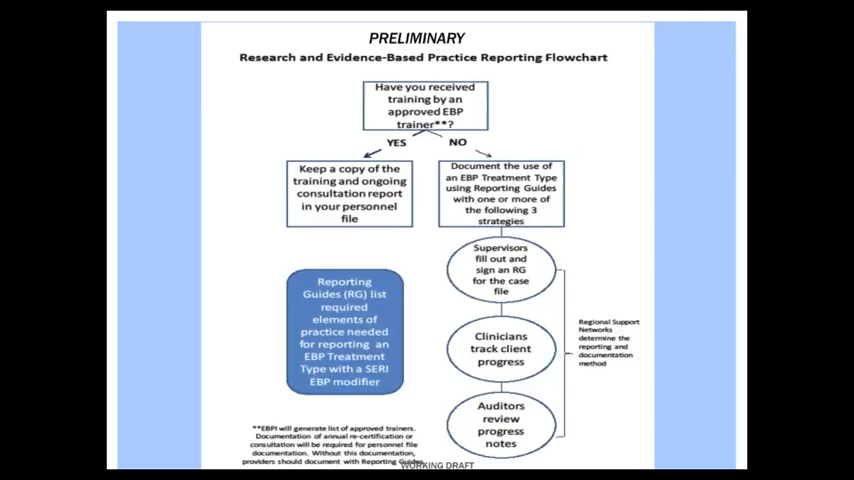 PRELIMINARY
Research and Evidence-Based Practice Reporting Flowchart
Have you received
training by an
approved EBP
trainer**?
YES
NO
Keep a copy of the
training and ongoing
consultation report
in your personnel
file
Document the use of
an EBP Treatment Type
using Reporting Guides
with one or more of
the following 3
strategies
Supervisors
fill out and
sign an RG
for the case
file
Reporting
Guides (RG) list
required
elements of
practice needed
for reporting an
EBP Treatment
Type with a SERI
EBP modifier
Clinicians
track client
progress
Regional Support
Networks
determine the
reporting and
documentation
method
Auditors
review
progress
notes
**EBPI will generate list of approved trainers.
Documentation of annual re-certification or
consultation will be required for personnel file
documentation. Without this documentation,
providers should document with Reporting Guides.
WORKING DRAFT